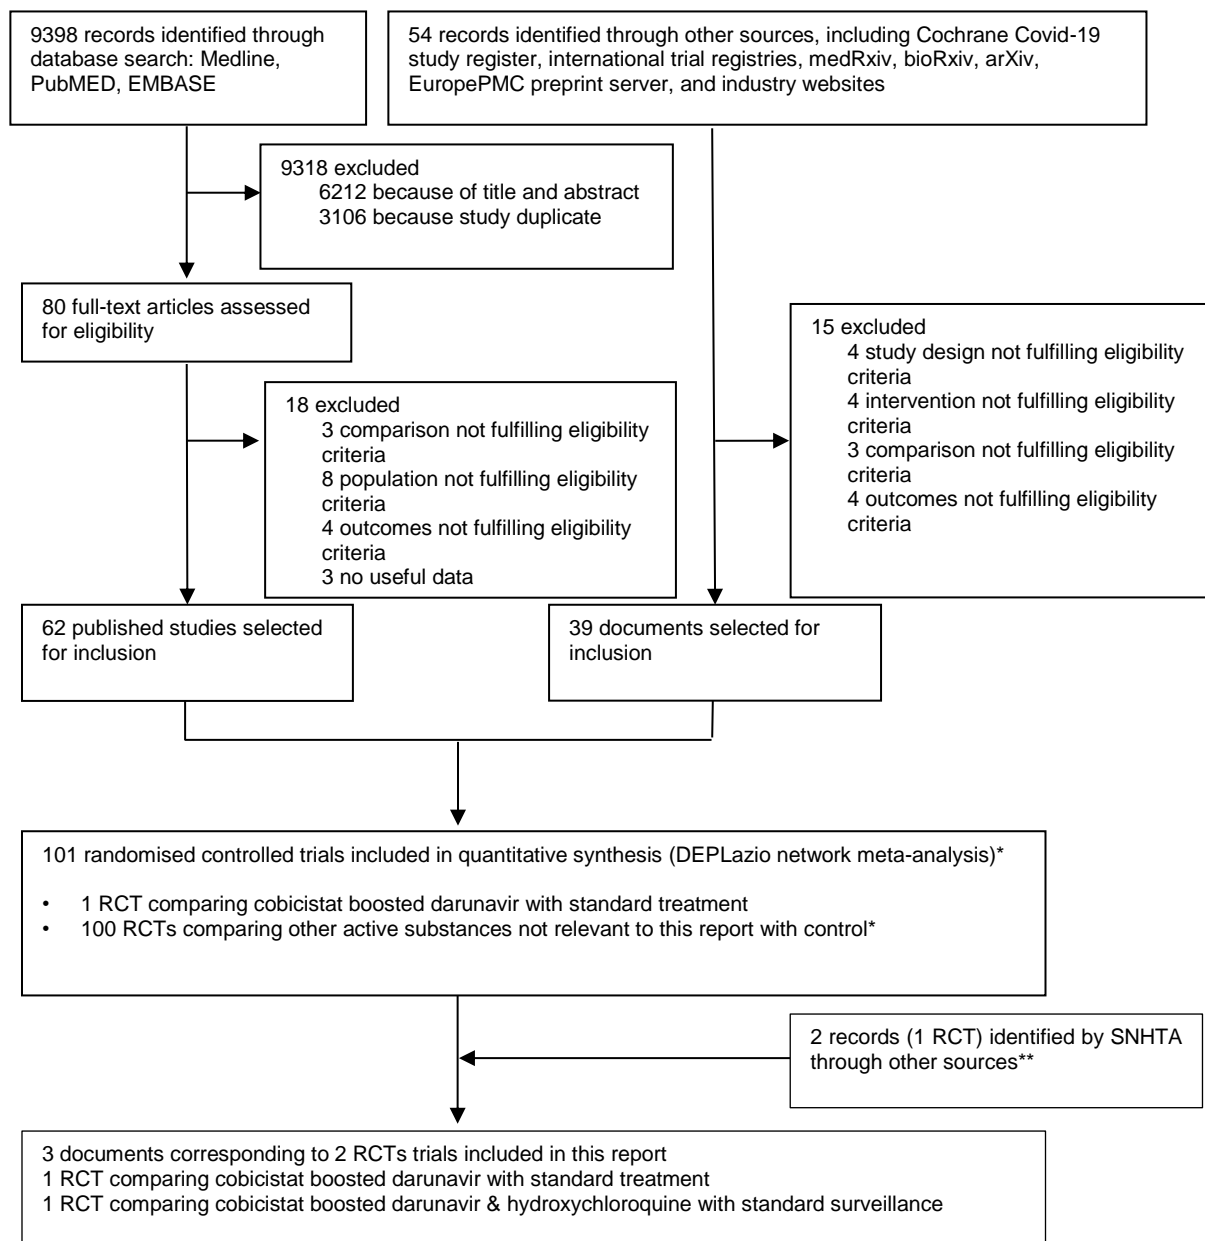 9398 records identified through
database search: Medline,
PubMED, EMBASE
54 records identified through other sources, including Cochrane Covid-19
study register, international trial registries, medRxiv, bioRxiv, arXiv,
EuropePMC preprint server, and industry websites
9318 excluded
6212 because of title and abstract
3106 because study duplicate
80 full-text articles assessed
for eligibility
15 excluded
4 study design not fulfilling eligibility
criteria
4 intervention not fulfilling eligibility
criteria
3 comparison not fulfilling eligibility
criteria
4 outcomes not fulfilling eligibility
criteria
18 excluded
3 comparison not fulfilling eligibility
criteria
8 population not fulfilling eligibility
criteria
4 outcomes not fulfilling eligibility
criteria
3 no useful data
62 published studies selected
for inclusion
39 documents selected for
inclusion
101 randomised controlled trials included in quantitative synthesis (DEPLazio network meta-analysis)*
• 1 RCT comparing cobicistat boosted darunavir with standard treatment
• 100 RCTs comparing other active substances not relevant to this report with control*
2 records (1 RCT) identified by SNHTA
through other sources**
3 documents corresponding to 2 RCTs trials included in this report
1 RCT comparing cobicistat boosted darunavir with standard treatment
1 RCT comparing cobicistat boosted darunavir & hydroxychloroquine with standard surveillance